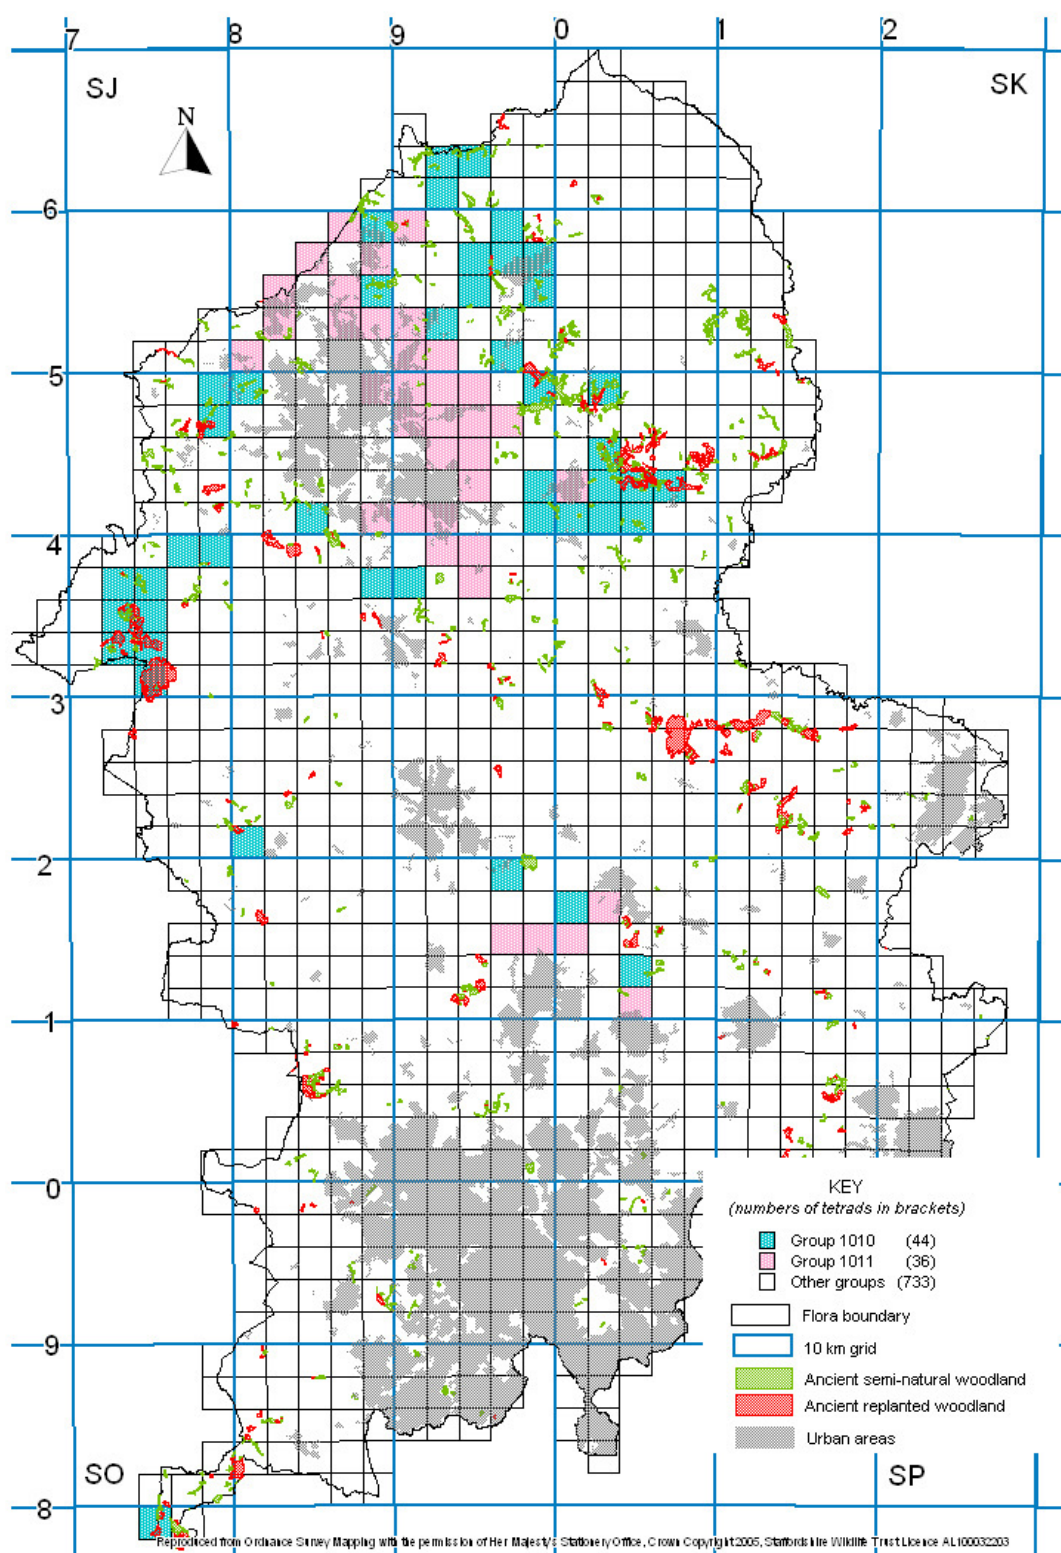 7 8 9 0 1 2
SJ SK
N
6
5
4
3
2
1
KEY
0
(numbers of tetrads in brackets)
Group 1010 (44)
Group 1011 (36)
Other groups (733)
Flora boundary
9
10 km grid
Ancient semi-natural woodland
Ancient replanted woodland
Urban areas
SO SP
8
Reproduced from Ordnance Survey Mapping with the permission of Her Majesty's Stationery Office, Crown Copyright 2005, Staffordshire Wildlife Trust Licence AL100032203